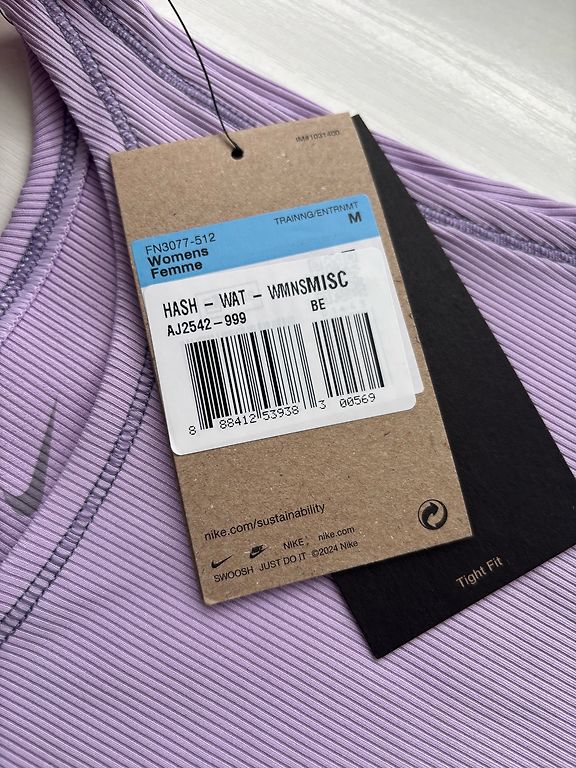 IM#1031400
TRAINNG/ENTRNMT
FN3077-512
M
Womens
Femme
HASH - WAT - WMNSMISC
AJ2542-999
BE
8 88412 53938 3 00569
nike.com/sustainability
NIKE, nike.com
SWOOSH JUST DO IT ©2024 Nike
Tight Fit